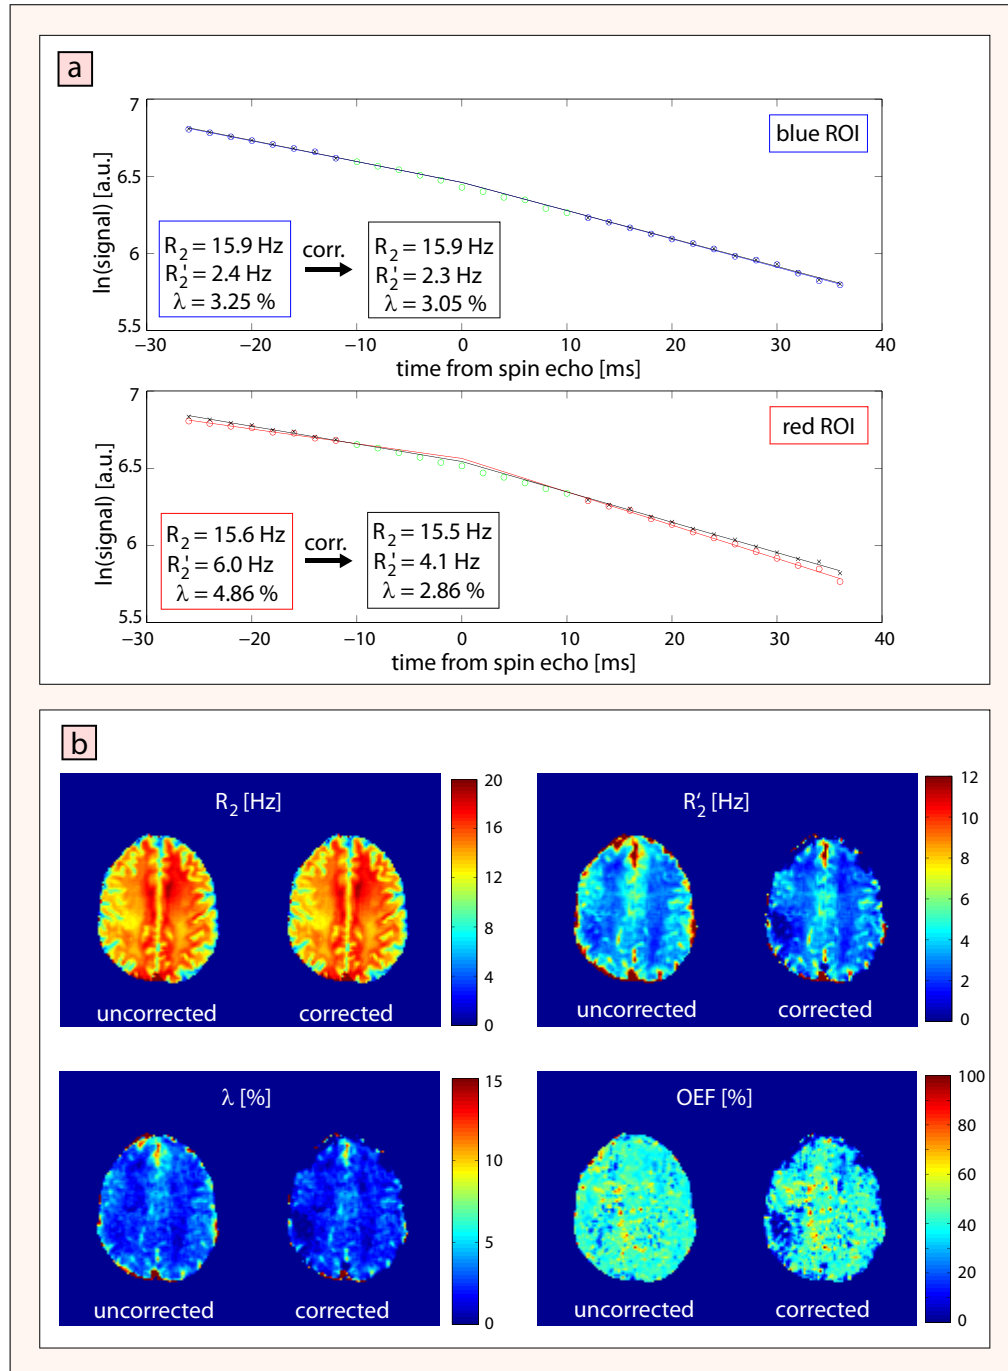 a
7
6.5
6
5.5
ln(signal) [a.u.]
blue ROI
R2 = 15.9 Hz
R2' = 2.4 Hz
λ = 3.25 %
corr.
R2 = 15.9 Hz
R2' = 2.3 Hz
λ = 3.05 %
−30 −20 −10 0 10 20 30 40
time from spin echo [ms]
7
6.5
6
5.5
ln(signal) [a.u.]
red ROI
R2 = 15.6 Hz
R2' = 6.0 Hz
λ = 4.86 %
corr.
R2 = 15.5 Hz
R2' = 4.1 Hz
λ = 2.86 %
−30 −20 −10 0 10 20 30 40
time from spin echo [ms]
b
R2 [Hz]
uncorrected corrected
20
16
12
8
4
0
R'2 [Hz]
uncorrected corrected
12
10
8
6
4
2
0
λ [%]
uncorrected corrected
15
10
5
0
OEF [%]
uncorrected corrected
100
80
60
40
20
0